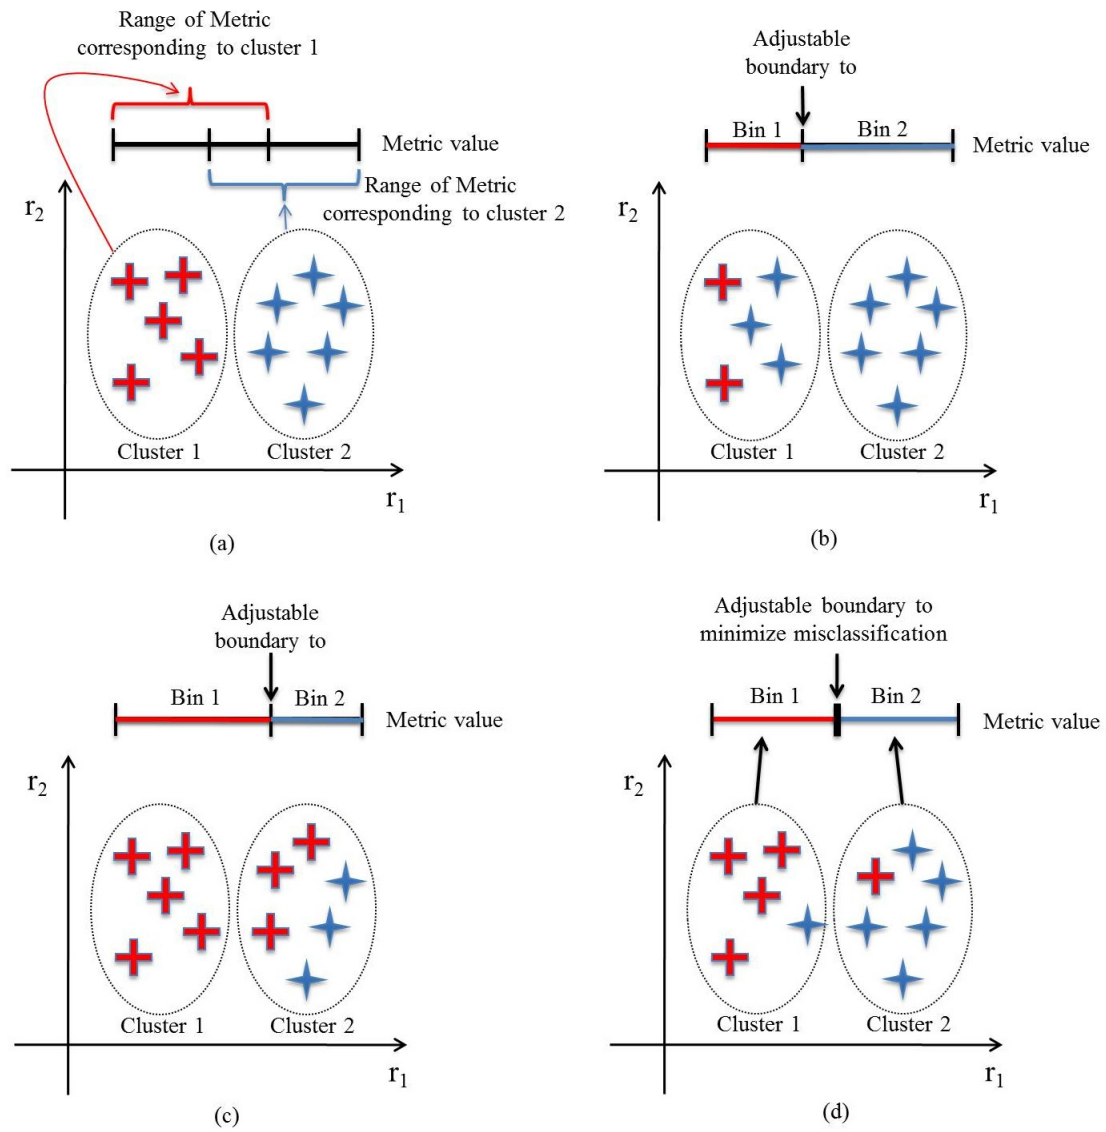 Range of Metric
corresponding to cluster 1
Metric value
Range of Metric
corresponding to cluster 2
r2
Cluster 1
Cluster 2
r1
(a)
Adjustable
boundary to
Bin 1
Bin 2
Metric value
r2
Cluster 1
Cluster 2
r1
(b)
Adjustable
boundary to
Bin 1
Bin 2
Metric value
r2
Cluster 1
Cluster 2
r1
(c)
Adjustable boundary to
minimize misclassification
Bin 1
Bin 2
Metric value
r2
Cluster 1
Cluster 2
r1
(d)